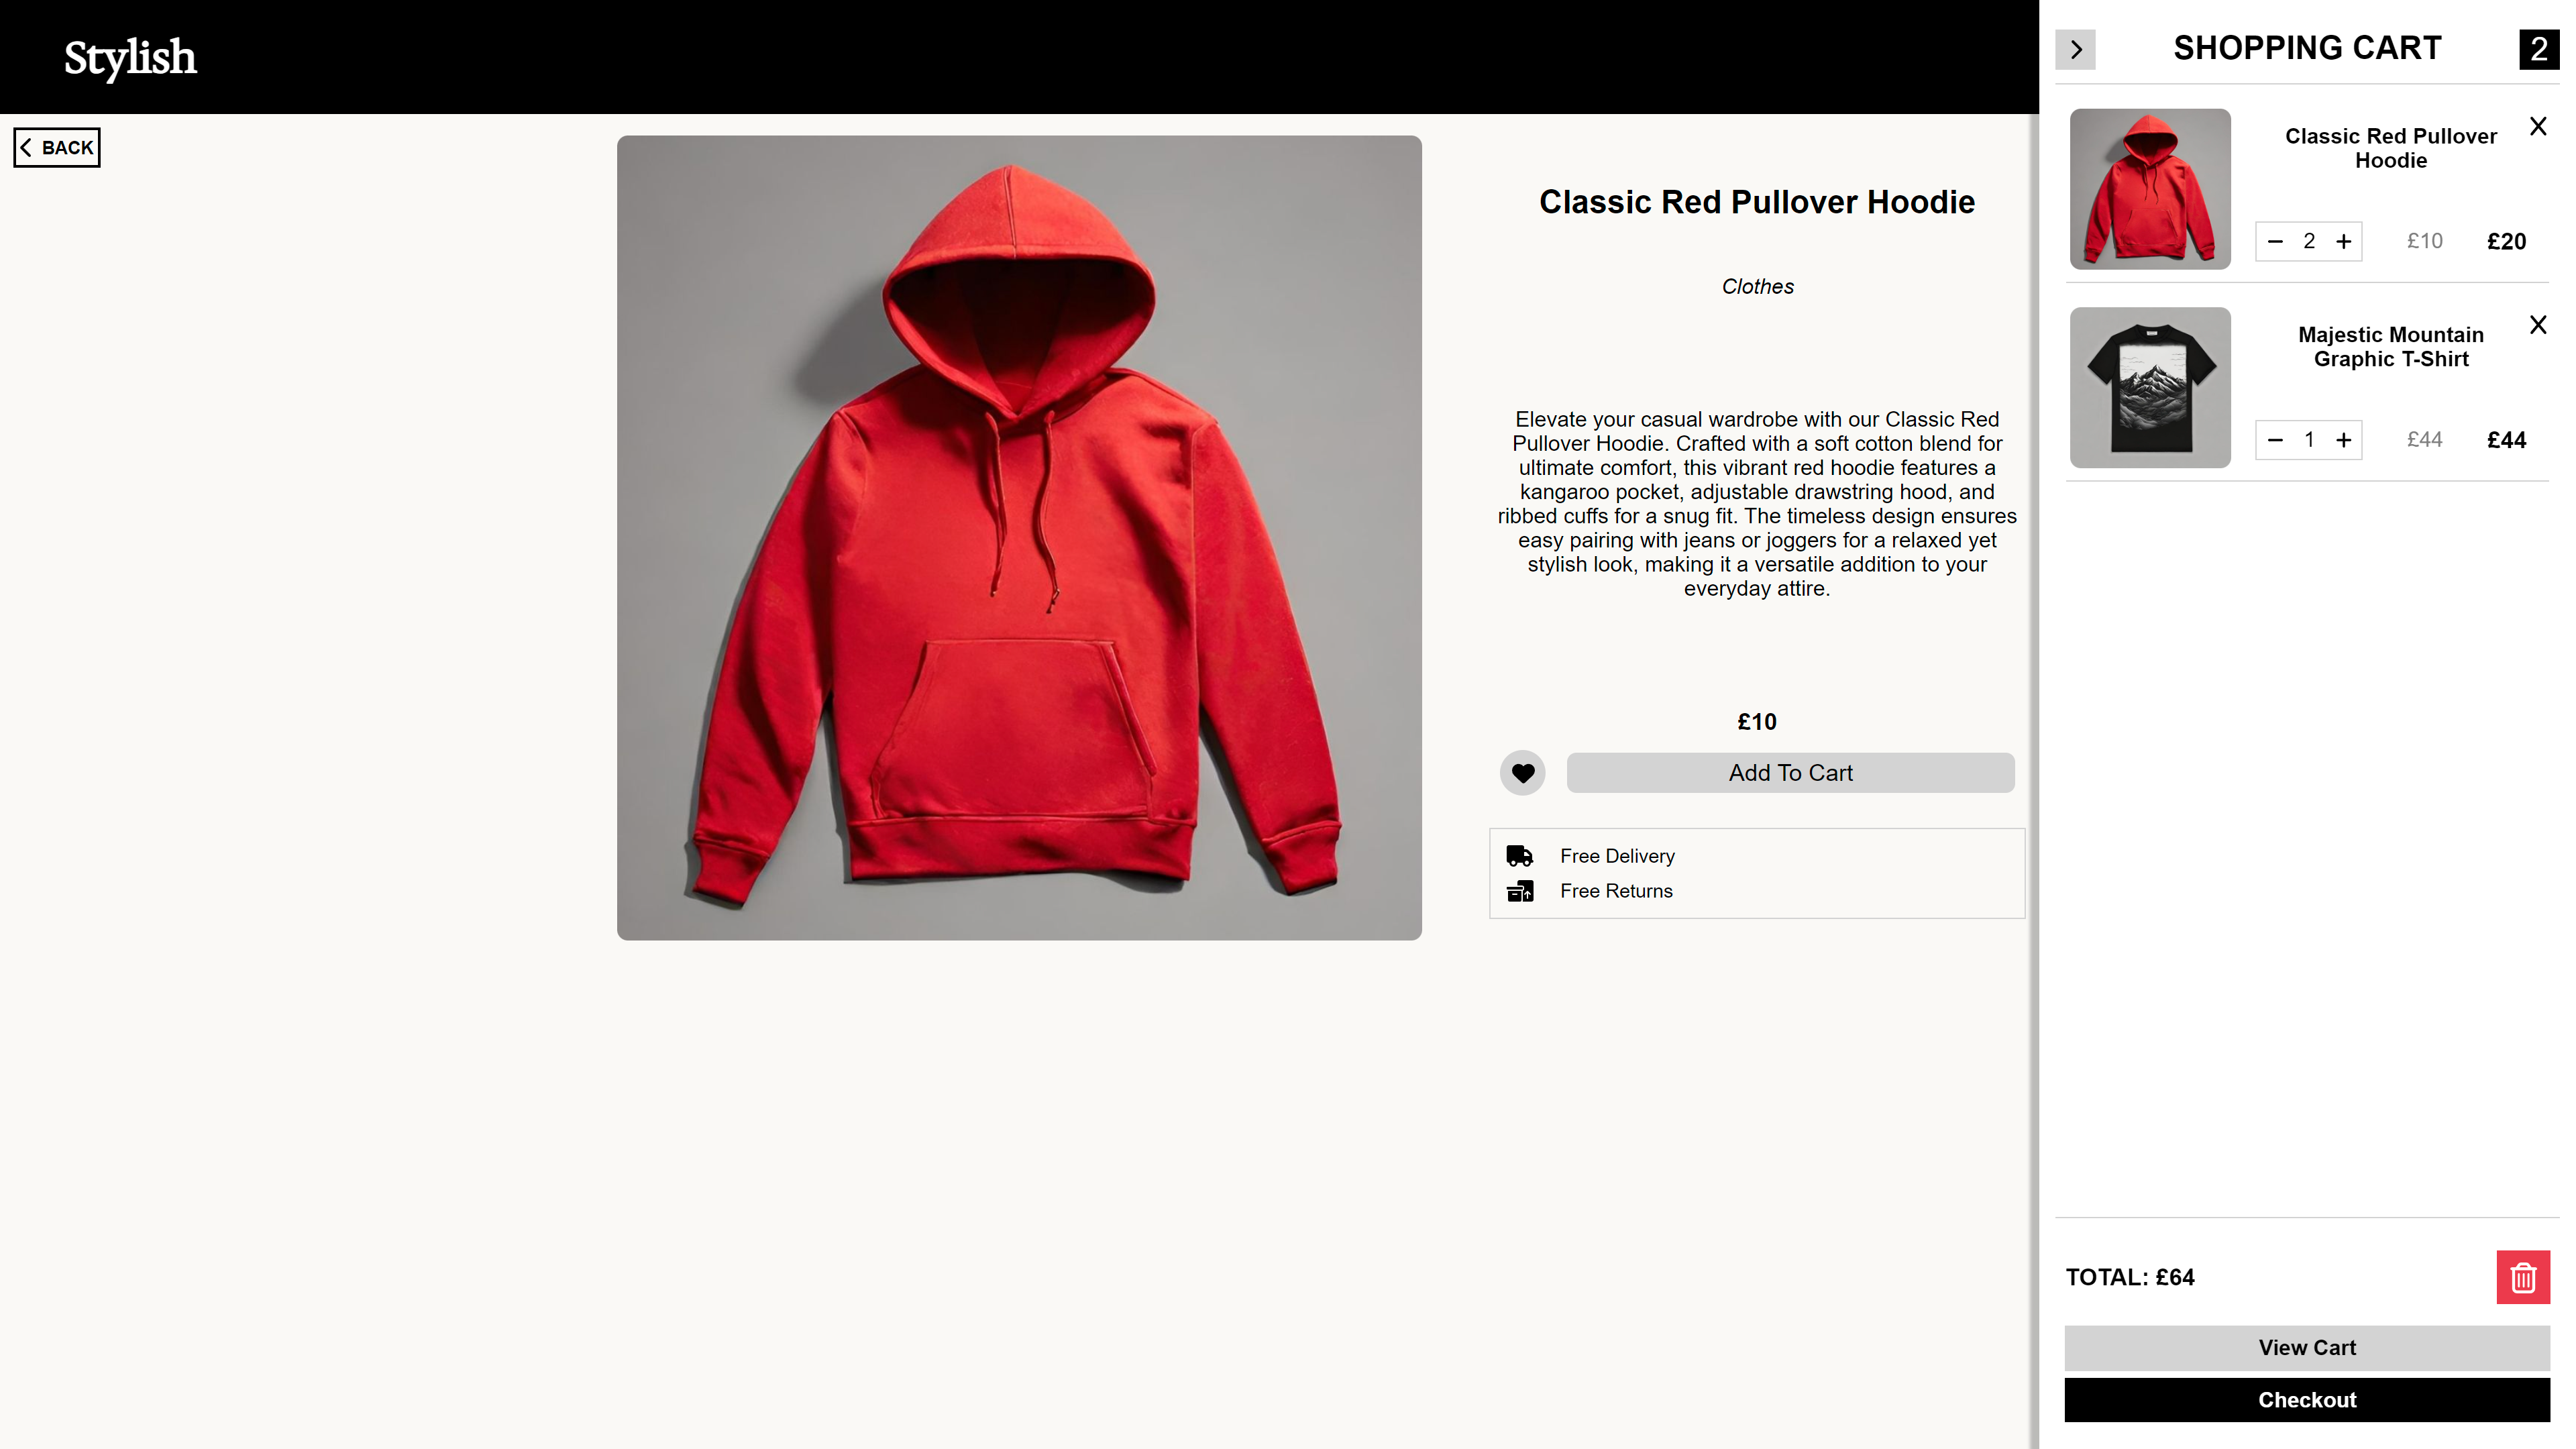 Stylish
BACK
Classic Red Pullover Hoodie
Clothes
Elevate your casual wardrobe with our Classic Red
Pullover Hoodie. Crafted with a soft cotton blend for
ultimate comfort, this vibrant red hoodie features a
kangaroo pocket, adjustable drawstring hood, and
ribbed cuffs for a snug fit. The timeless design ensures
easy pairing with jeans or joggers for a relaxed yet
stylish look, making it a versatile addition to your
everyday attire.
£10
Add To Cart
Free Delivery
Free Returns
SHOPPING CART
2
Classic Red Pullover
Hoodie
2
£10
£20
Majestic Mountain
Graphic T-Shirt
1
£44
£44
TOTAL: £64
View Cart
Checkout